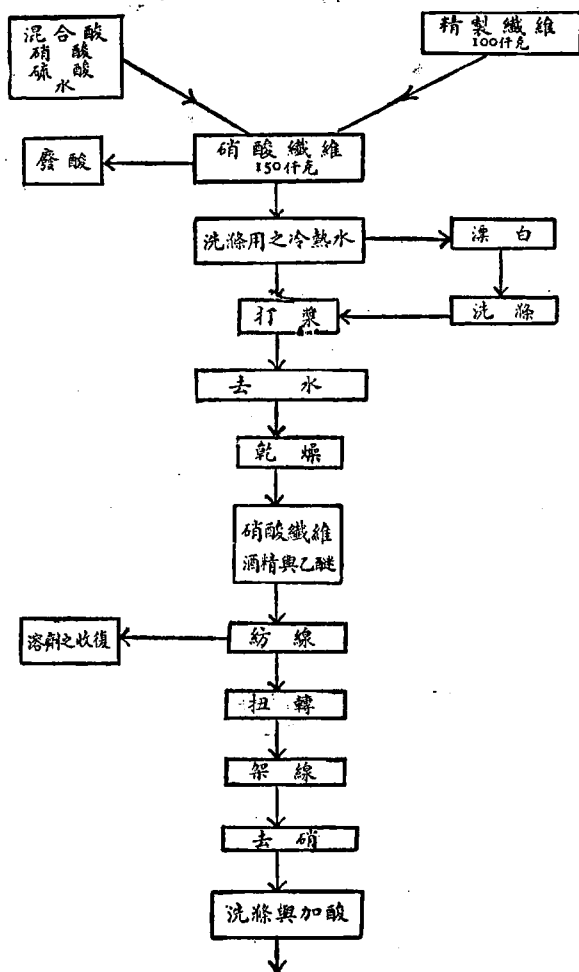 混合酸
硝酸
硫酸
水
精製纖維
100仟克
硝酸纖維
150仟克
廢酸
洗滌用之冷熱水
漂白
洗滌
打漿
去水
乾燥
硝酸纖維
酒精與乙醚
紡線
溶劑之收復
扭轉
架線
去硝
洗滌與加酸